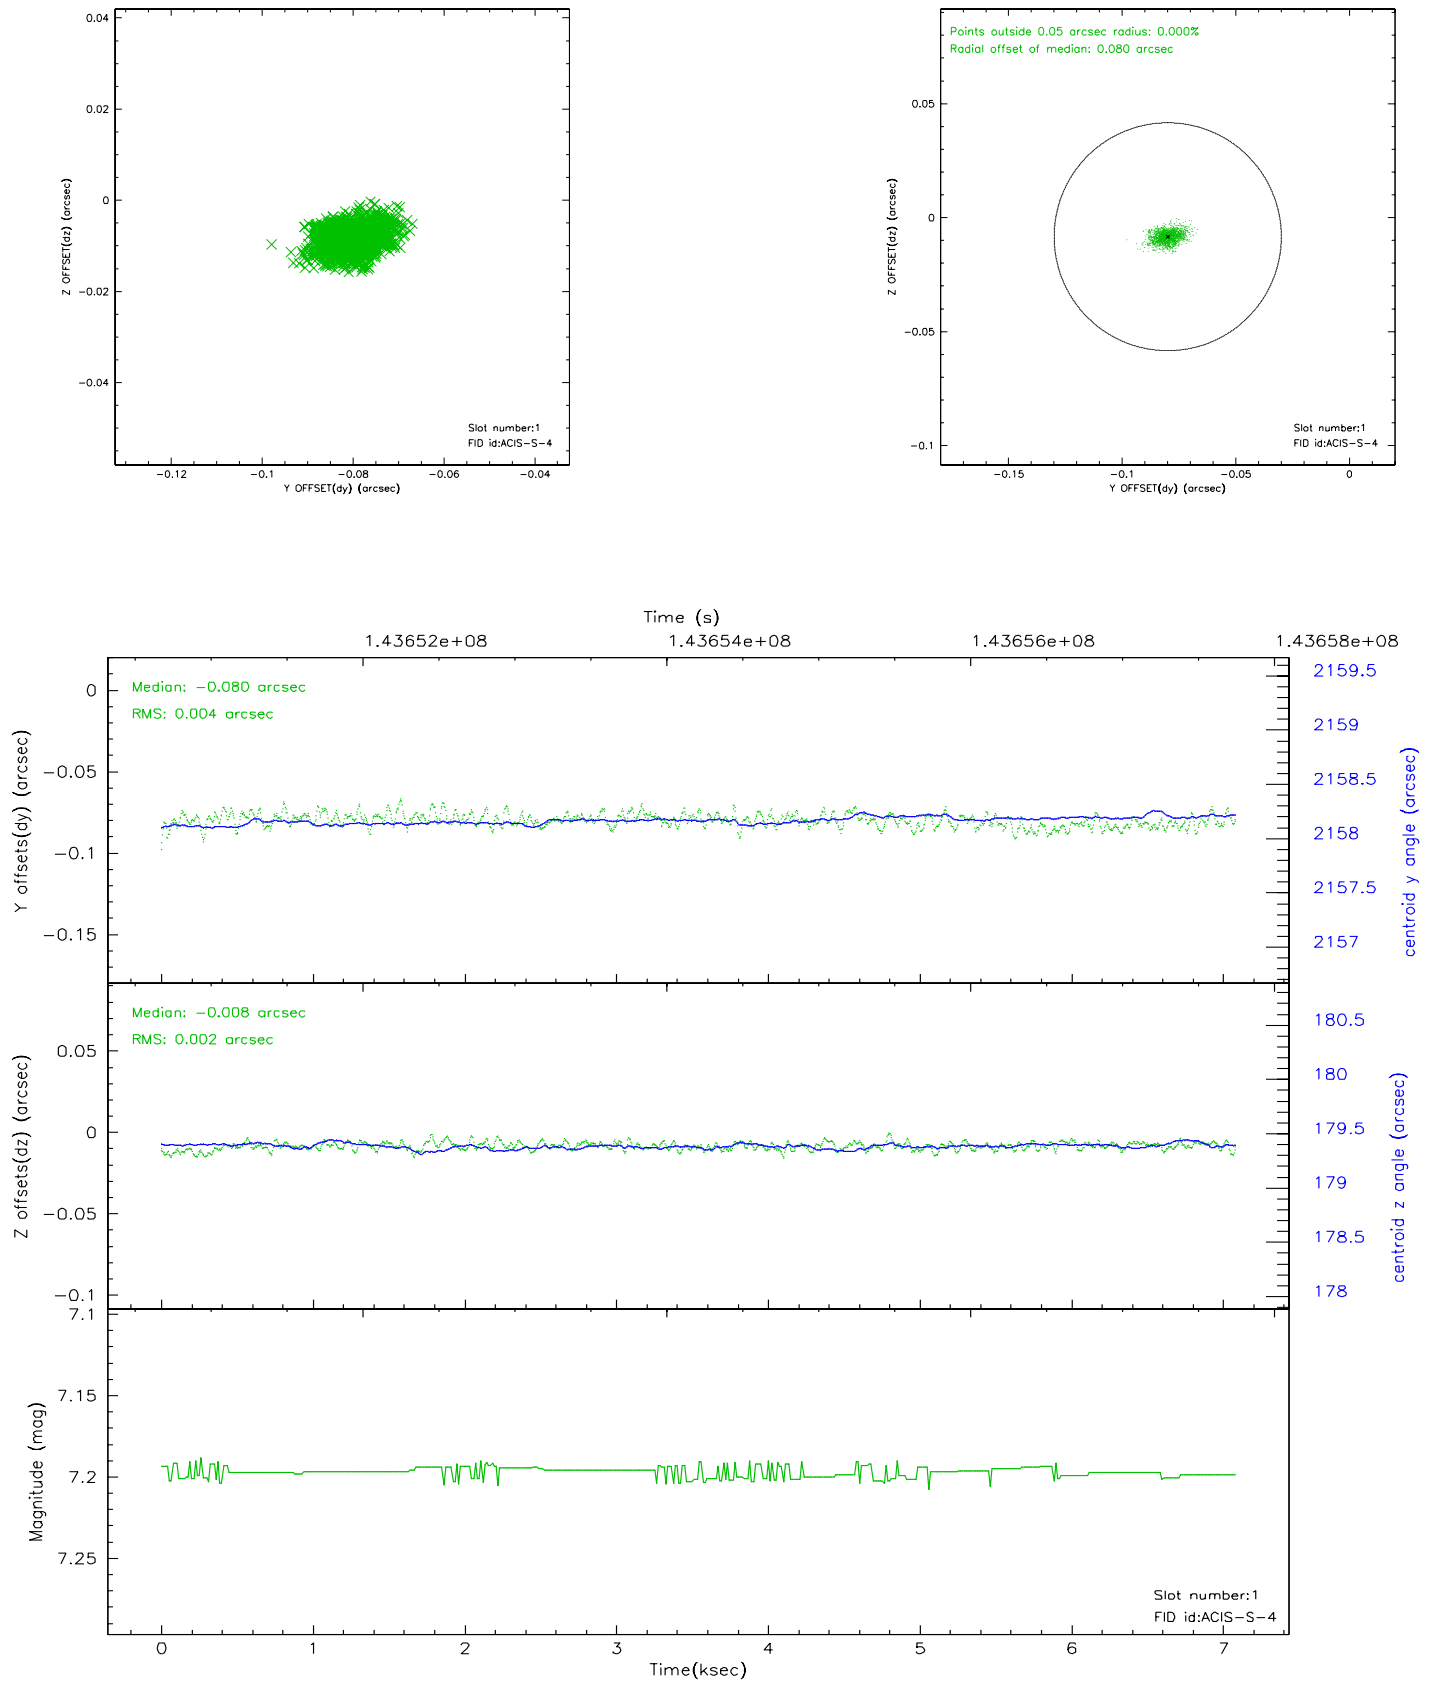 0.04
0.02
0
−0.02
−0.04
Z OFFSET(dz) (arcsec)
Slot number:1
FID id:ACIS−S−4
−0.12
−0.1
−0.08
−0.06
−0.04
Y OFFSET(dy) (arcsec)
Points outside 0.05 arcsec radius: 0.000%
Radial offset of median: 0.080 arcsec
0.05
0
−0.05
−0.1
Z OFFSET(dz) (arcsec)
Slot number:1
FID id:ACIS−S−4
−0.15
−0.1
−0.05
0
Y OFFSET(dy) (arcsec)
Time (s)
1.43652e+08
1.43654e+08
1.43656e+08
1.43658e+08
Median: −0.080 arcsec
RMS: 0.004 arcsec
0
−0.05
−0.1
−0.15
Y offsets(dy) (arcsec)
2159.5
2159
2158.5
2158
2157.5
2157
centroid y angle (arcsec)
Median: −0.008 arcsec
RMS: 0.002 arcsec
0.05
0
−0.05
−0.1
Z offsets(dz) (arcsec)
180.5
180
179.5
179
178.5
178
centroid z angle (arcsec)
7.1
7.15
7.2
7.25
Magnitude (mag)
Slot number:1
FID id:ACIS−S−4
0
1
2
3
4
5
6
7
Time(ksec)